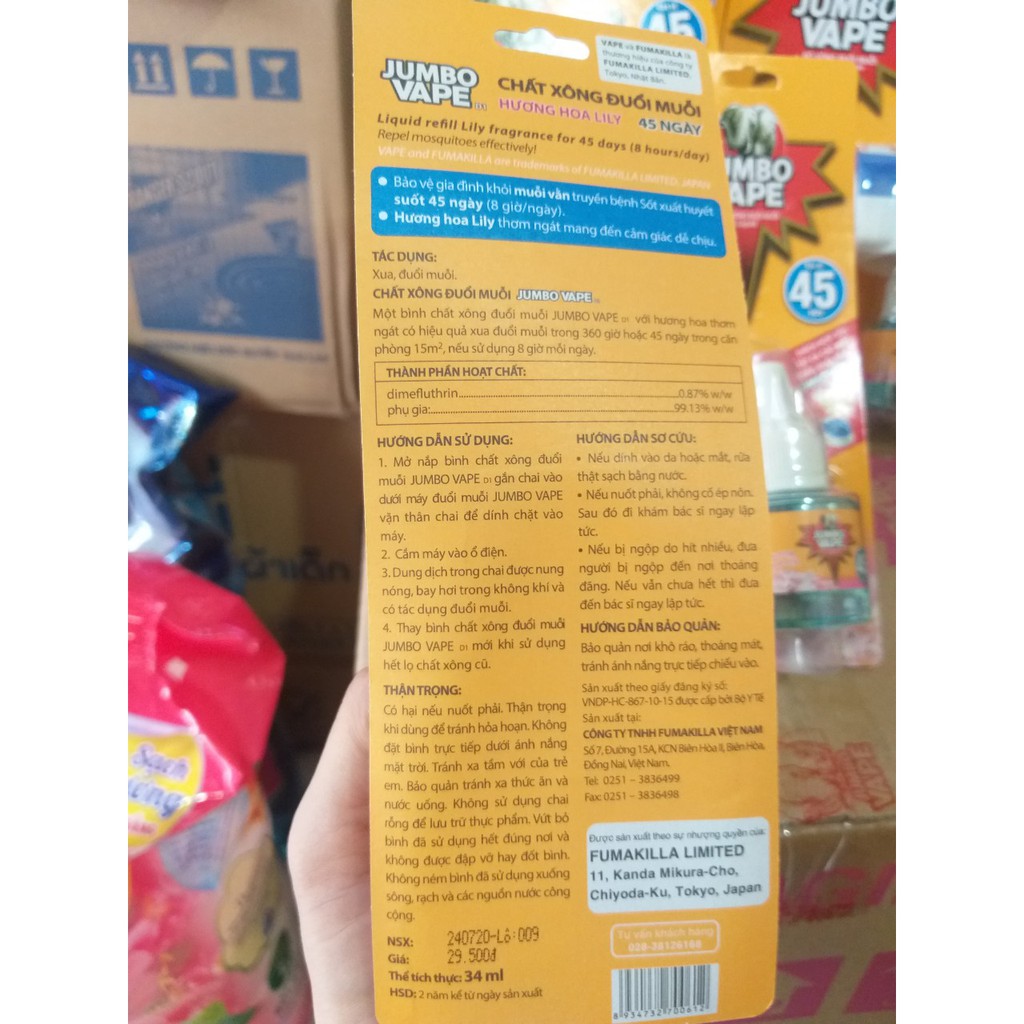 JUMBO
VAPE D1
VAPE và FUMAKILLA là
thương hiệu của công ty
FUMAKILLA LIMITED,
Tokyo, Nhật Bản.
CHẤT XÔNG ĐUỔI MUỖI
HƯƠNG HOA LILY 45 NGÀY
Liquid refill Lily fragrance for 45 days (8 hours/day)
Repel mosquitoes effectively!
VAPE and FUMAKILLA are trademarks of FUMAKILLA LIMITED, JAPAN
• Bảo vệ gia đình khỏi muỗi vằn truyền bệnh Sốt xuất huyết
suốt 45 ngày (8 giờ/ngày).
• Hương hoa Lily thơm ngát mang đến cảm giác dễ chịu.
TÁC DỤNG:
Xua, đuổi muỗi.
CHẤT XÔNG ĐUỔI MUỖI JUMBO VAPE D1
Một bình chất xông đuổi muỗi JUMBO VAPE D1 với hương hoa thơm
ngát có hiệu quả xua đuổi muỗi trong 360 giờ hoặc 45 ngày trong căn
phòng 15m², nếu sử dụng 8 giờ mỗi ngày.
THÀNH PHẦN HOẠT CHẤT:
dimefluthrin...0.87% w/w
phụ gia:...99.13% w/w
HƯỚNG DẪN SỬ DỤNG:
1. Mở nắp bình chất xông đuổi
muỗi JUMBO VAPE D1 gắn chai vào
dưới máy đuổi muỗi JUMBO VAPE
vặn thân chai để dính chặt vào
máy.
2. Cắm máy vào ổ điện.
3. Dung dịch trong chai được nung
nóng, bay hơi trong không khí và
có tác dụng đuổi muỗi.
4. Thay bình chất xông đuổi muỗi
JUMBO VAPE D1 mới khi sử dụng
hết lọ chất xông cũ.
THẬN TRỌNG:
Có hại nếu nuốt phải. Thận trọng
khi dùng để tránh hỏa hoạn. Không
đặt bình trực tiếp dưới ánh nắng
mặt trời. Tránh xa tầm với của trẻ
em. Bảo quản tránh xa thức ăn và
nước uống. Không sử dụng chai
rỗng để lưu trữ thực phẩm. Vứt bỏ
bình đã sử dụng hết đúng nơi và
không được đập vỡ hay đốt bình.
Không ném bình đã sử dụng xuống
sông, rạch và các nguồn nước công
cộng.
NSX: 240720-Lô:009
Giá: 29.500đ
Thể tích thực: 34 ml
HSD: 2 năm kể từ ngày sản xuất
HƯỚNG DẪN SƠ CỨU:
• Nếu dính vào da hoặc mắt, rửa
thật sạch bằng nước.
• Nếu nuốt phải, không cố ép nôn.
Sau đó đi khám bác sĩ ngay lập
tức.
• Nếu bị ngộp do hít nhiều, đưa
người bị ngộp đến nơi thoáng
đãng. Nếu vẫn chưa hết thì đưa
đến bác sĩ ngay lập tức.
HƯỚNG DẪN BẢO QUẢN:
Bảo quản nơi khô ráo, thoáng mát,
tránh ánh nắng trực tiếp chiếu vào.
Sản xuất theo giấy đăng ký số:
VNDP-HC-867-10-15 được cấp bởi Bộ Y Tế
Sản xuất tại:
CÔNG TY TNHH FUMAKILLA VIỆT NAM
Số 7, Đường 15A, KCN Biên Hòa II, Biên Hòa,
Đồng Nai, Việt Nam.
Tel: 0251 – 3836499
Fax: 0251 – 3836498
Được sản xuất theo sự nhượng quyền của:
FUMAKILLA LIMITED
11, Kanda Mikura-Cho,
Chiyoda-Ku, Tokyo, Japan
Tư vấn khách hàng
028-38126168
8 934732 700612
JUMBO
VAPE
UMBO
APE
45
45